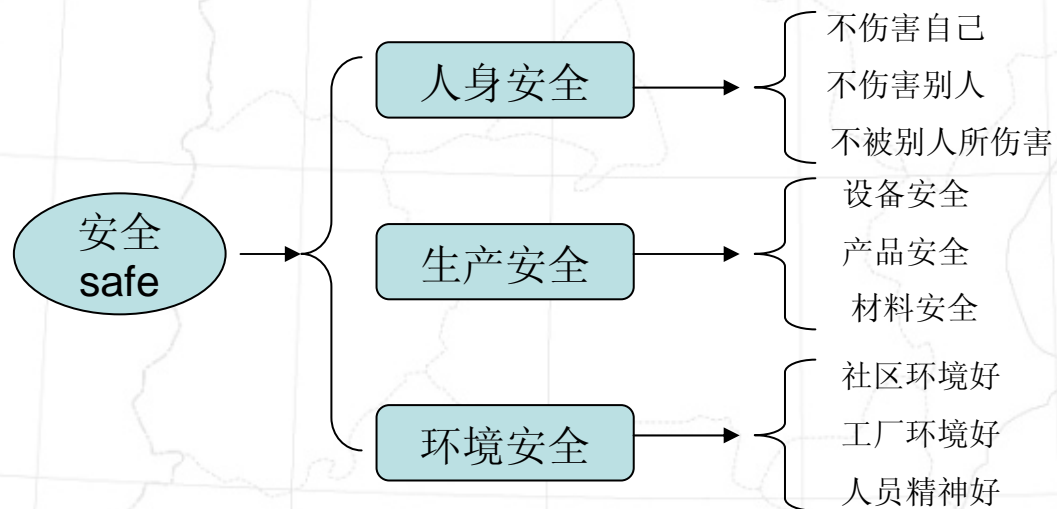 安全
safe
人身安全
不伤害自己
不伤害别人
不被别人所伤害
生产安全
设备安全
产品安全
材料安全
环境安全
社区环境好
工厂环境好
人员精神好